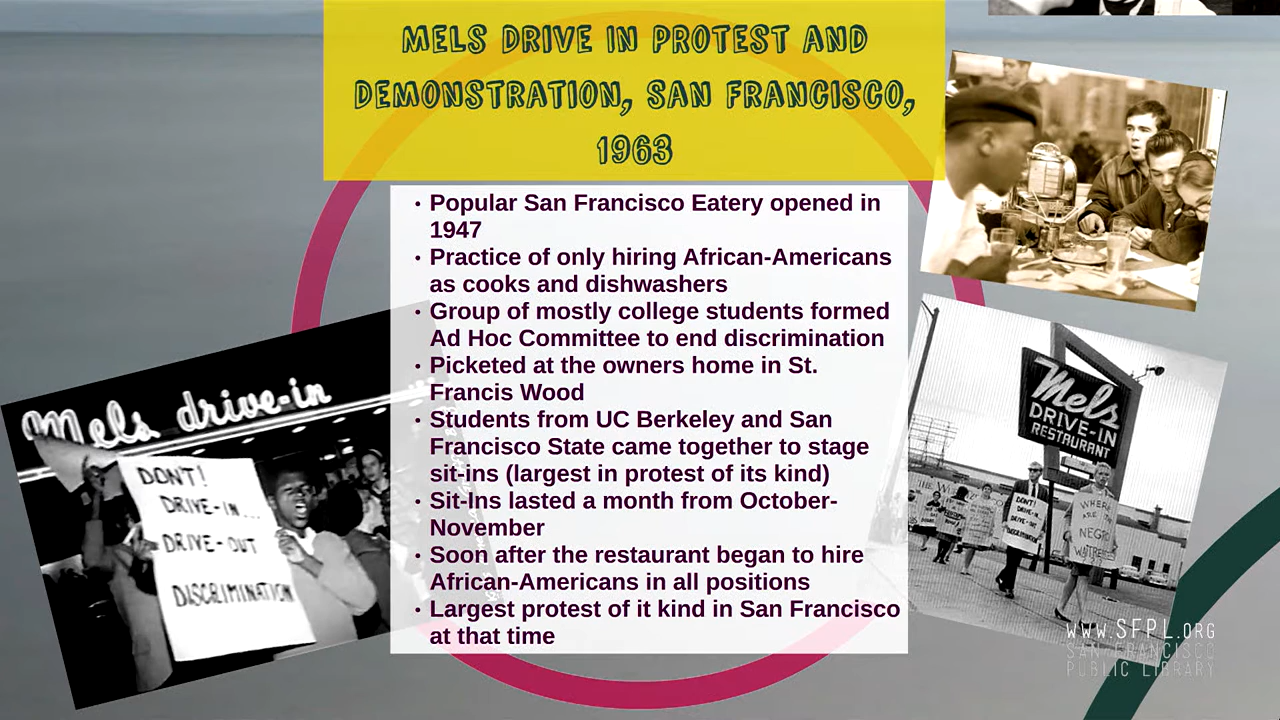 MELS DRIVE IN PROTEST AND
DEMONSTRATION, SAN FRANCISCO,
1963
• Popular San Francisco Eatery opened in
1947
• Practice of only hiring African-Americans
as cooks and dishwashers
• Group of mostly college students formed
Ad Hoc Committee to end discrimination
• Picketed at the owners home in St.
Francis Wood
• Students from UC Berkeley and San
Francisco State came together to stage
sit-ins (largest in protest of its kind)
• Sit-Ins lasted a month from October-
November
• Soon after the restaurant began to hire
African-Americans in all positions
• Largest protest of it kind in San Francisco
at that time
Mels drive-in
DONT!
DRIVE-IN...
DRIVE-OUT
DISCRIMINATION
Mels
DRIVE-IN
RESTAURANT
DON'T!
DRIVE-IN
DRIVE-OUT
DISCRIMINATION
WHERE
ARE THE
NEGRO
WAITRESS
WWW.SFPL.ORG
SAN FRANCISCO
PUBLIC LIBRARY